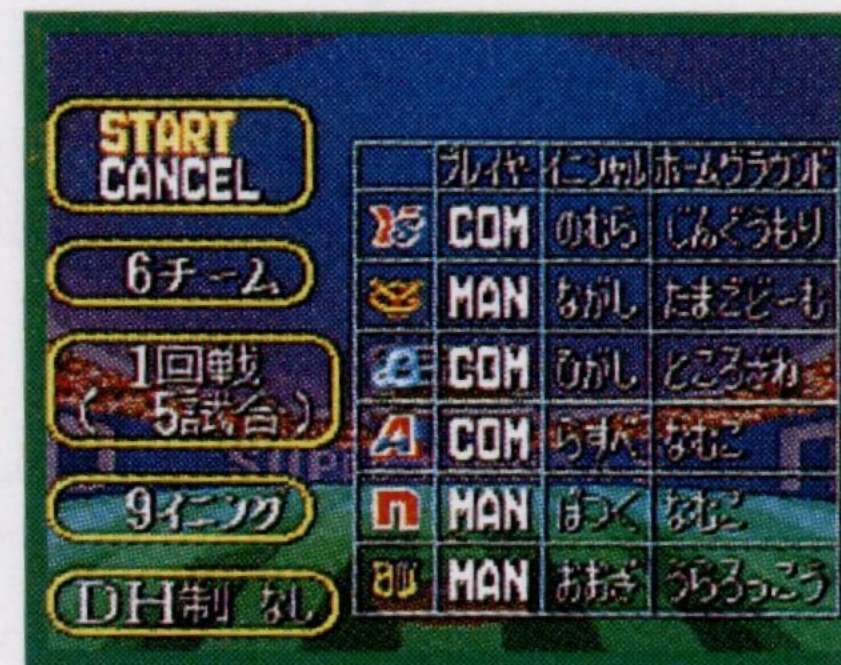 START
CANCEL
6チーム
1回戦
( 5試合 )
9イニング
DH制 なし
プレイヤー イニシャル ホームグラウンド
YS COM のむら じんぐうもり
MAN ながし たまごどーむ
COM ひがし ところざわ
A COM らすべ なむこ
n MAN ぱつく なむこ
MAN おおぎ うらろっこう